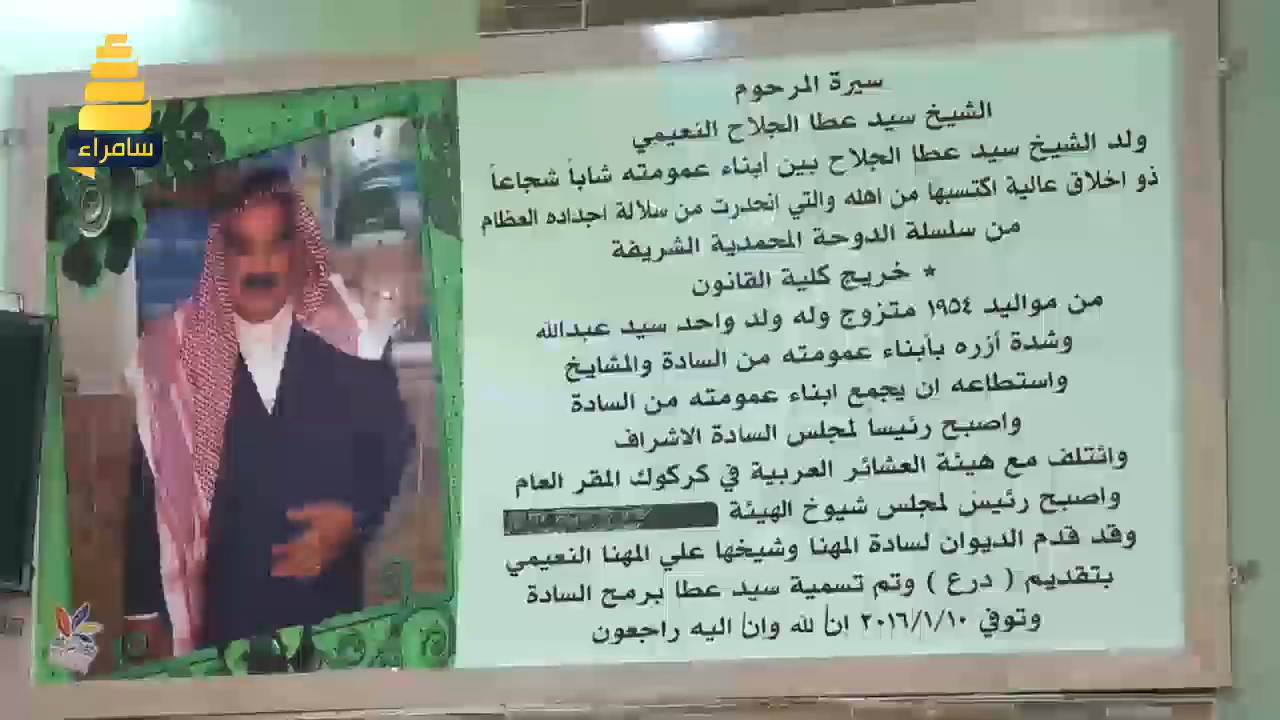 سامراء
سيرة المرحوم
الشيخ سيد عطا الجلاح النعيمي
ولد الشيخ سيد عطا الجلاح بين أبناء عمومته شاباً شجاعاً
ذو اخلاق عالية اكتسبها من اهله والتي انحدرت من سلالة اجداده العظام
من سلسلة الدوحة المحمدية الشريفة
* خريج كلية القانون
من مواليد ١٩٥٤ متزوج وله ولد واحد سيد عبدالله
وشدة أزره بأبناء عمومته من السادة والمشايخ
واستطاعه ان يجمع ابناء عمومته من السادة
واصبح رئيسا لمجلس السادة الاشراف
وائتلف مع هيئة العشائر العربية في كركوك المقر العام
واصبح رئيس لمجلس شيوخ الهيئة
وقد قدم الديوان لسادة المهنا وشيخها علي المهنا النعيمي
بتقديم ( درع ) وتم تسمية سيد عطا برمح السادة
وتوفي ٢٠١٦/١/١٠ انأ لله وان اليه راجعون